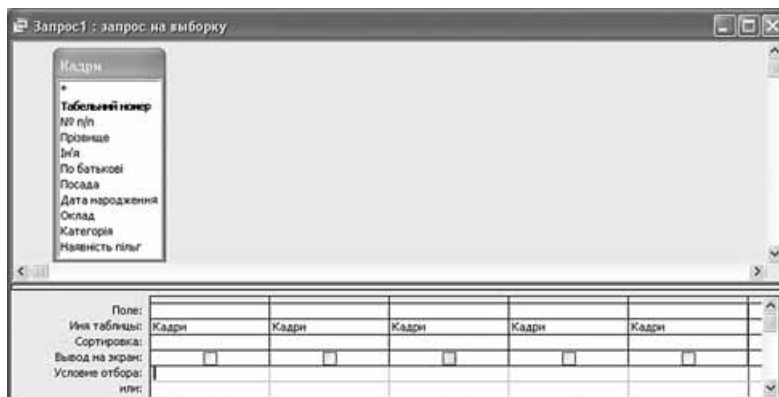 Запрос1 : запрос на выборку
Кадри
*
Табельний номер
№ п/п
Прізвище
Ім'я
По батькові
Посада
Дата народження
Оклад
Категорія
Наявність пільг
Поле:
Имя таблицы: Кадри Кадри Кадри Кадри Кадри
Сортировка:
Вывод на экран:
Условие отбора:
или: